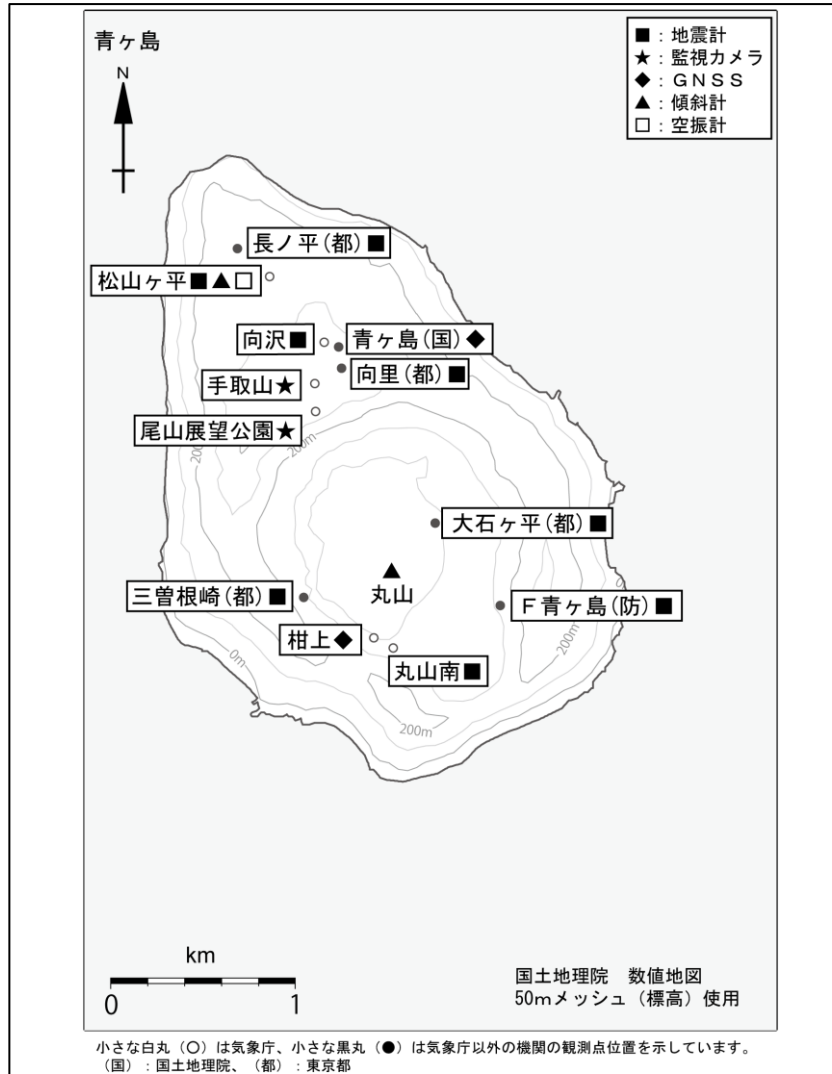 青ヶ島
■：地震計
★：監視カメラ
◆：ＧＮＳＳ
▲：傾斜計
□：空振計
N
長ノ平(都)■
松山ヶ平■▲□
向沢■
青ヶ島(国)◆
向里(都)■
手取山★
尾山展望公園★
200m
200
大石ヶ平(都)■
丸山
三曽根崎(都)■
Ｆ青ヶ島(防)■
柑上◆
丸山南■
0m
200m
200m
km
0 1
国土地理院　数値地図
50mメッシュ（標高）使用
小さな白丸（○）は気象庁、小さな黒丸（●）は気象庁以外の機関の観測点位置を示しています。
（国）：国土地理院、（都）：東京都